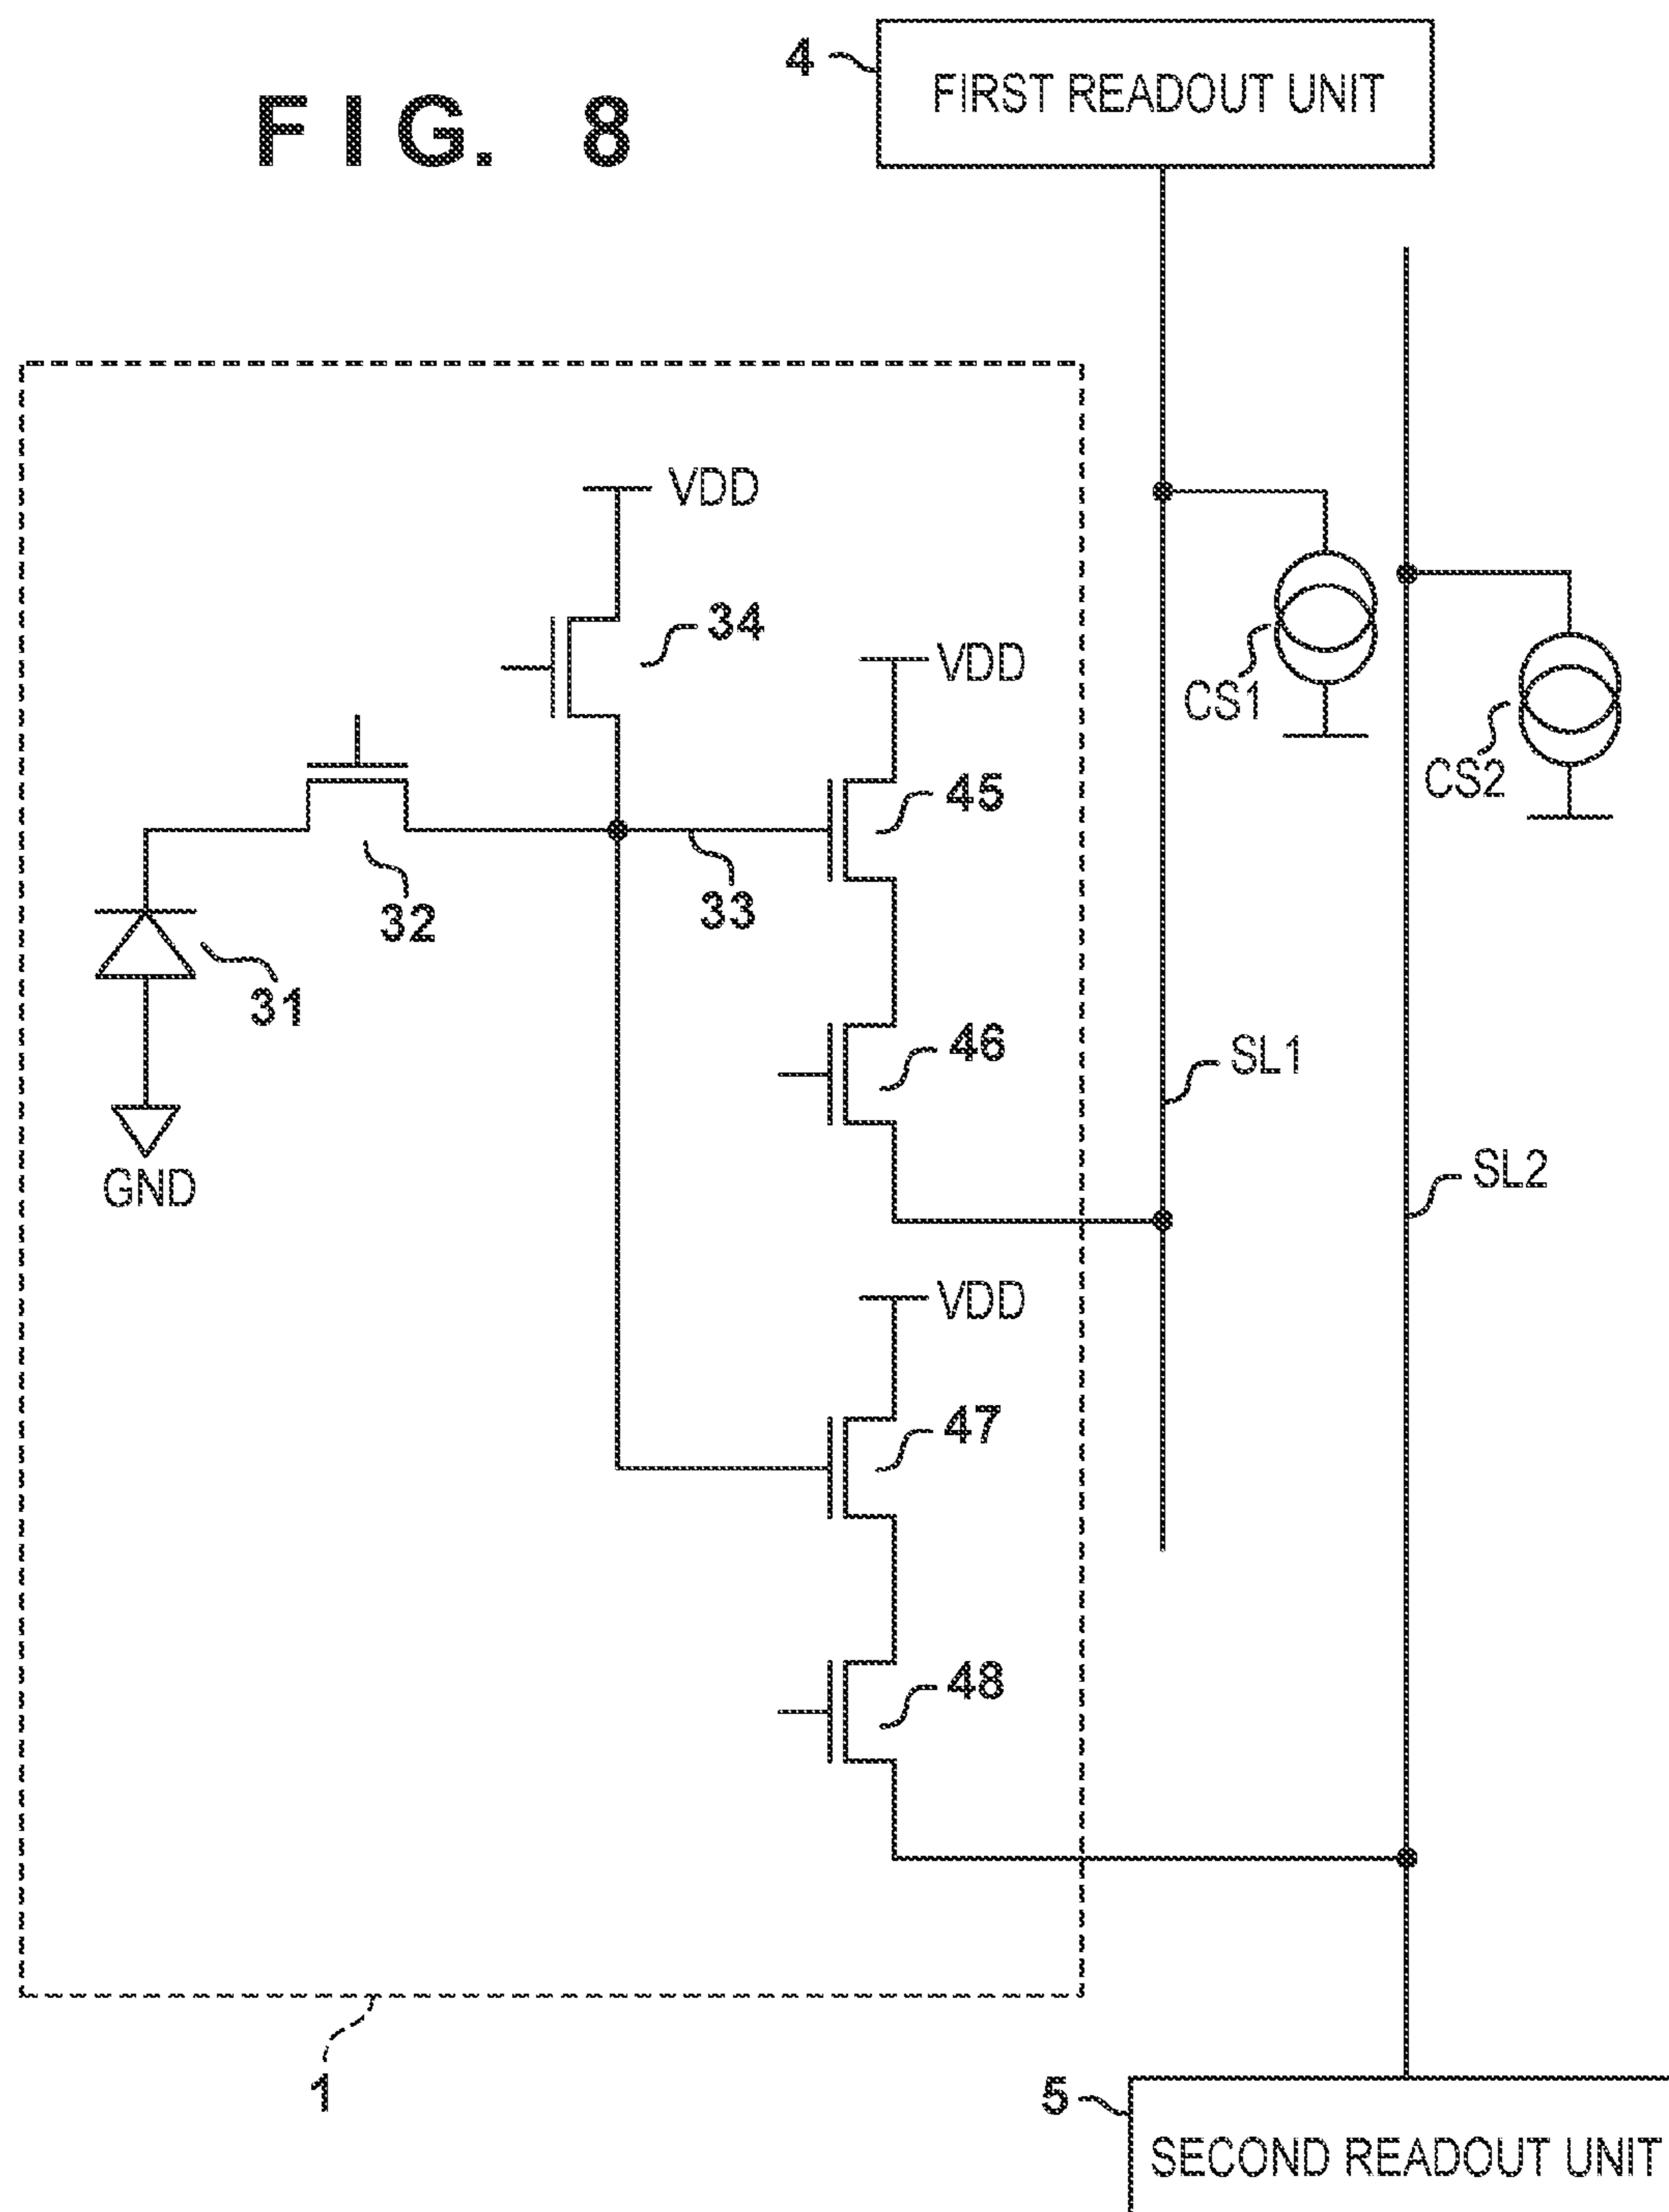 FIG. 8
4
FIRST READOUT UNIT
VDD
34
VDD
CS1
CS2
45
32
33
31
46
SL1
GND
SL2
VDD
47
48
1
5
SECOND READOUT UNIT